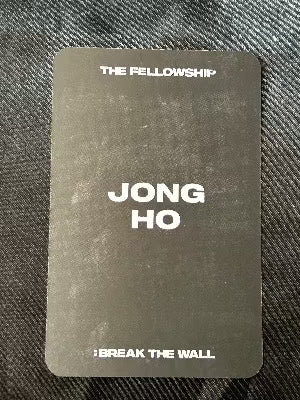 THE FELLOWSHIP
JONG
HO
: BREAK THE WALL